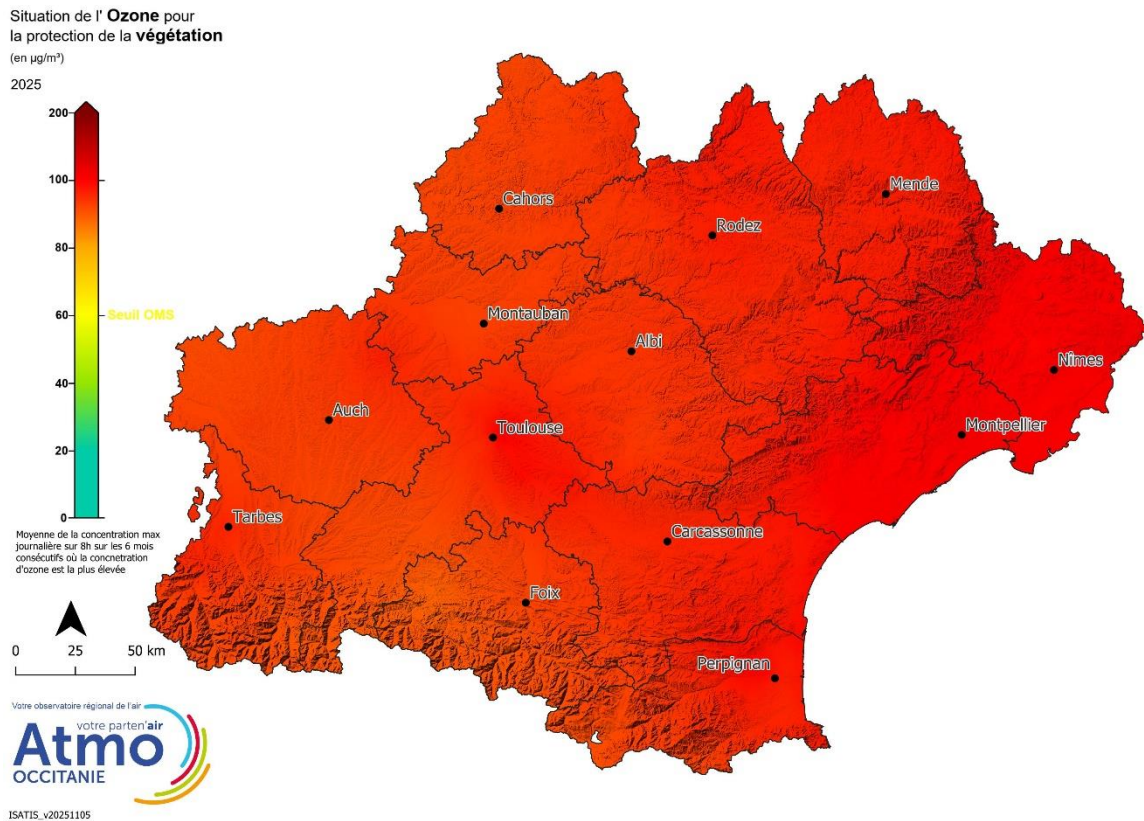 Situation de l' Ozone pour
la protection de la végétation
(en µg/m³)
2025
200
100
80
60
Seuil OMS
40
20
0
Moyenne de la concentration max
journalière sur 8h sur les 6 mois
consécutifs où la concnetration
d'ozone est la plus élevée
0 25 50 km
Votre observatoire régional de l'air
votre parten'air
Atmo
OCCITANIE
ISATIS_v20251105
Cahors
Rodez
Mende
Montauban
Albi
Nîmes
Auch
Toulouse
Montpellier
Tarbes
Carcassonne
Foix
Perpignan